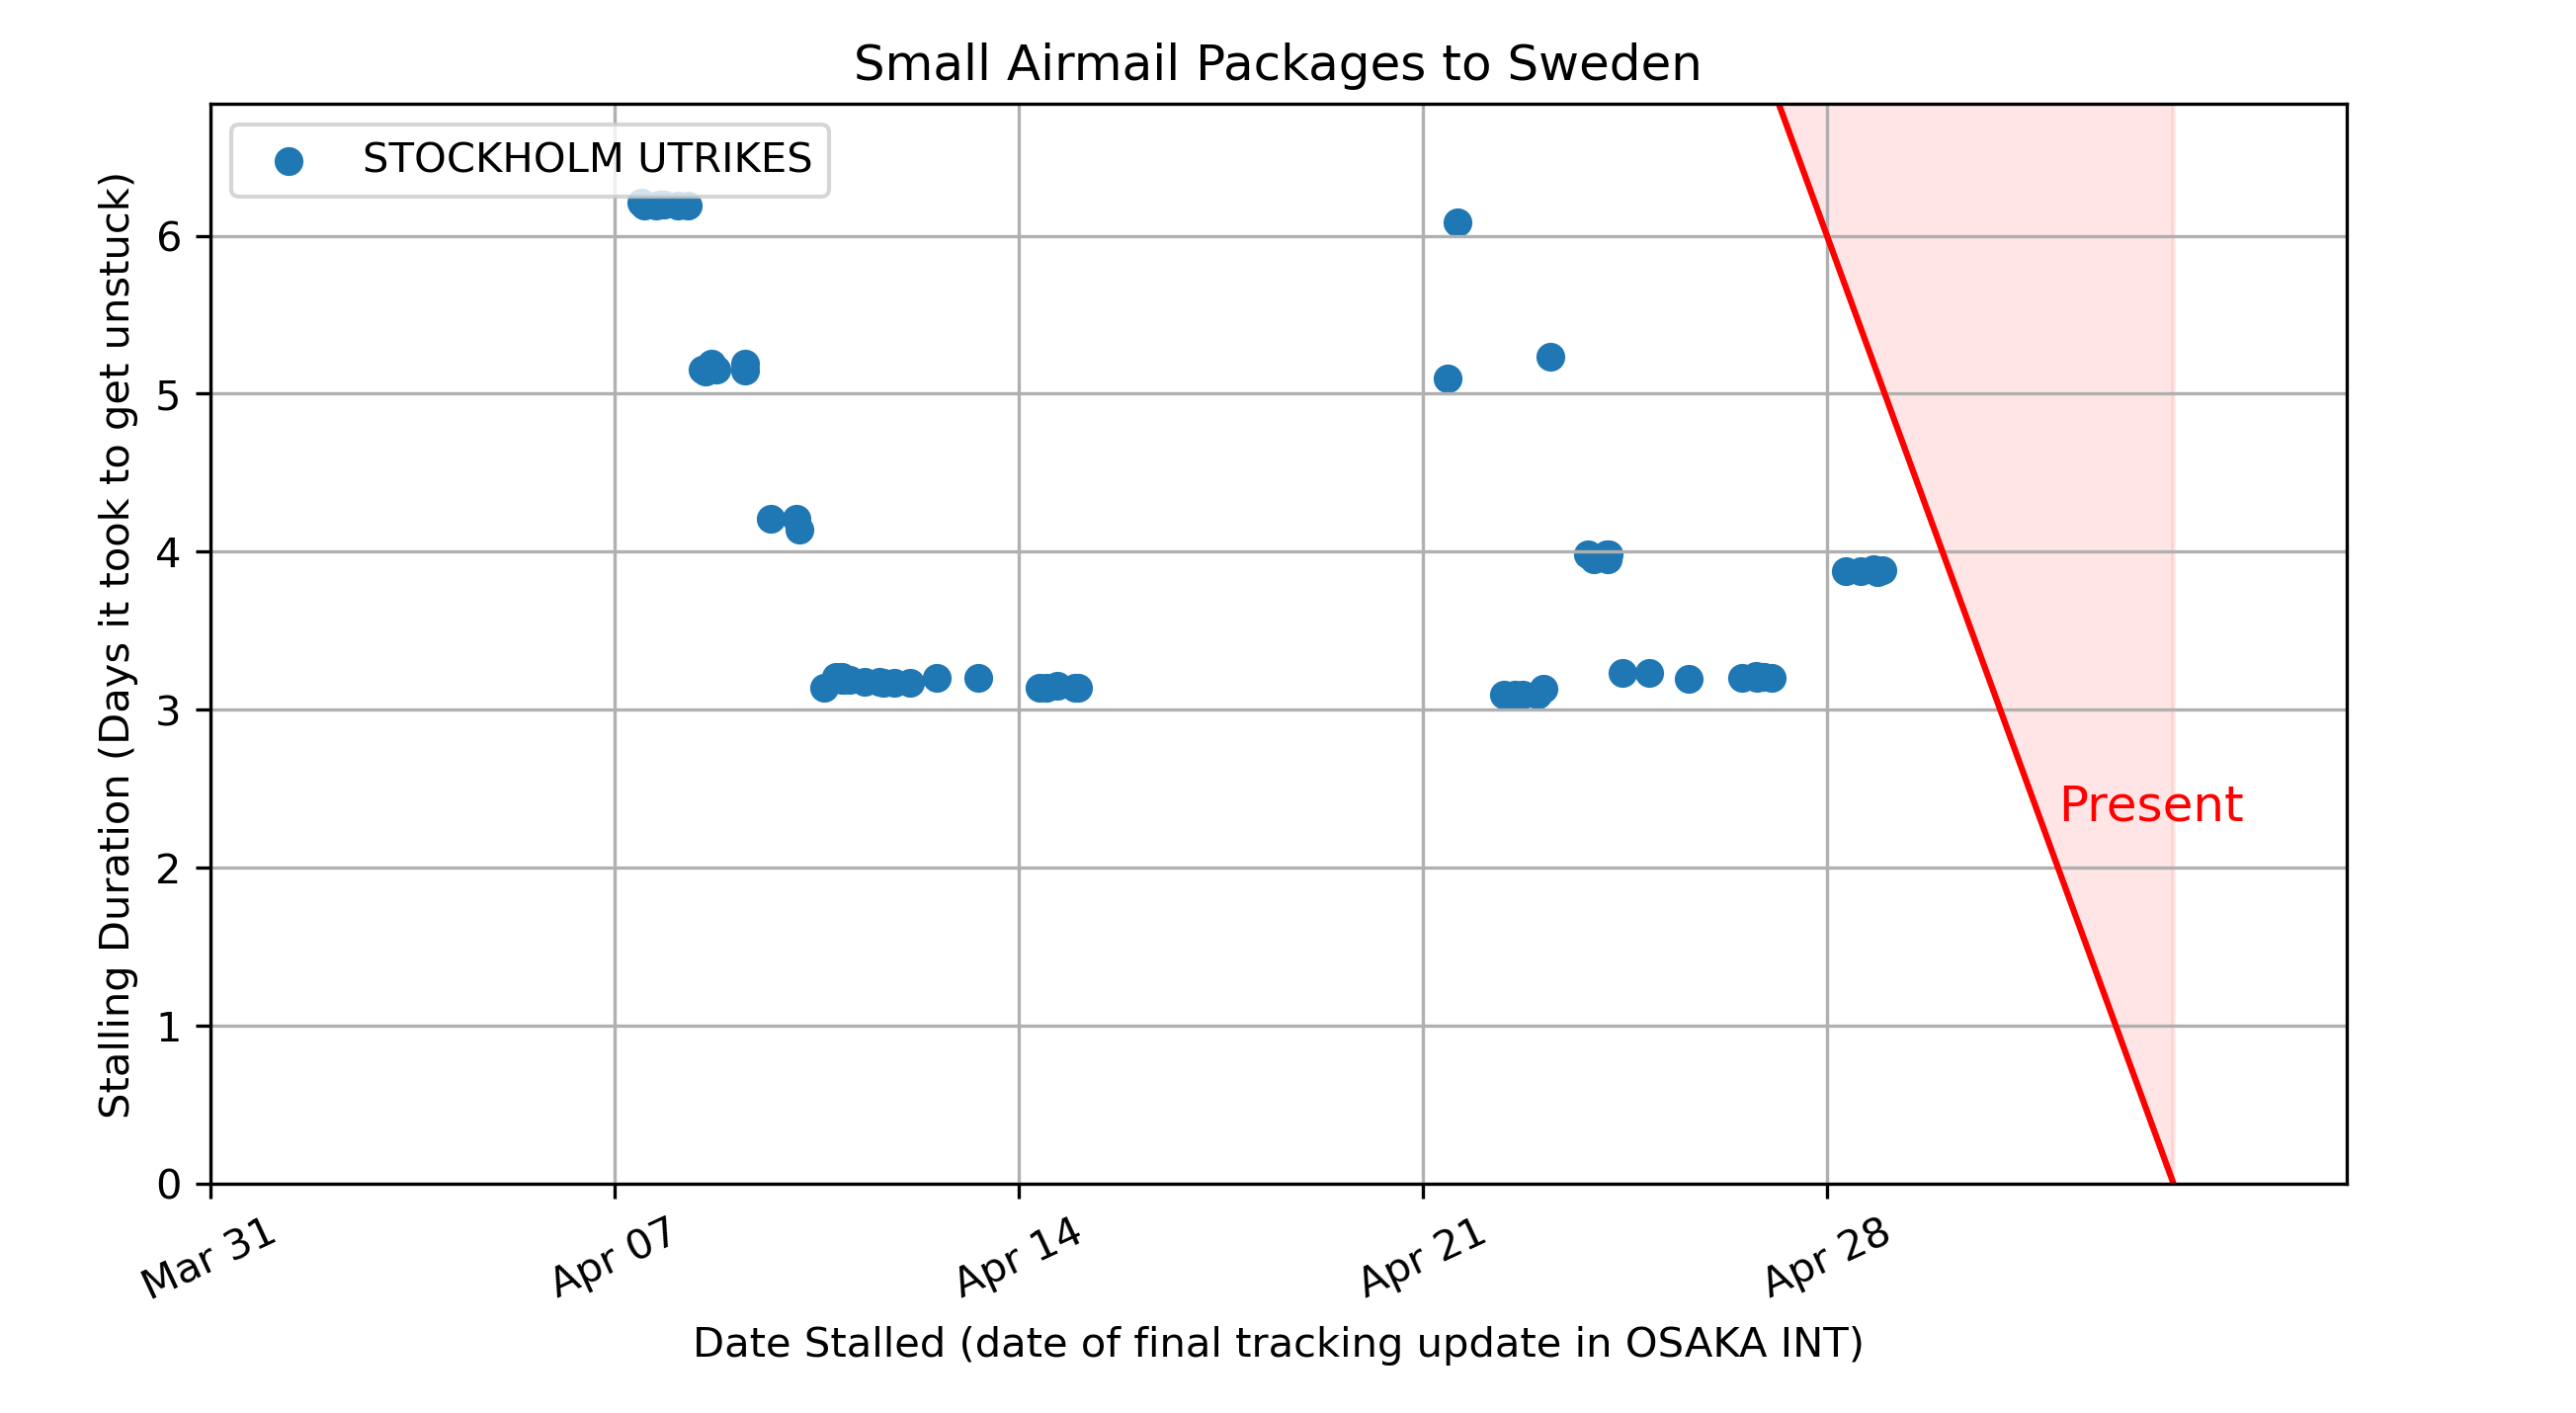 Small Airmail Packages to Sweden
STOCKHOLM UTRIKES
Stalling Duration (Days it took to get unstuck)
6
5
4
3
2
1
0
Present
Mar 31
Apr 07
Apr 14
Apr 21
Apr 28
Date Stalled (date of final tracking update in OSAKA INT)